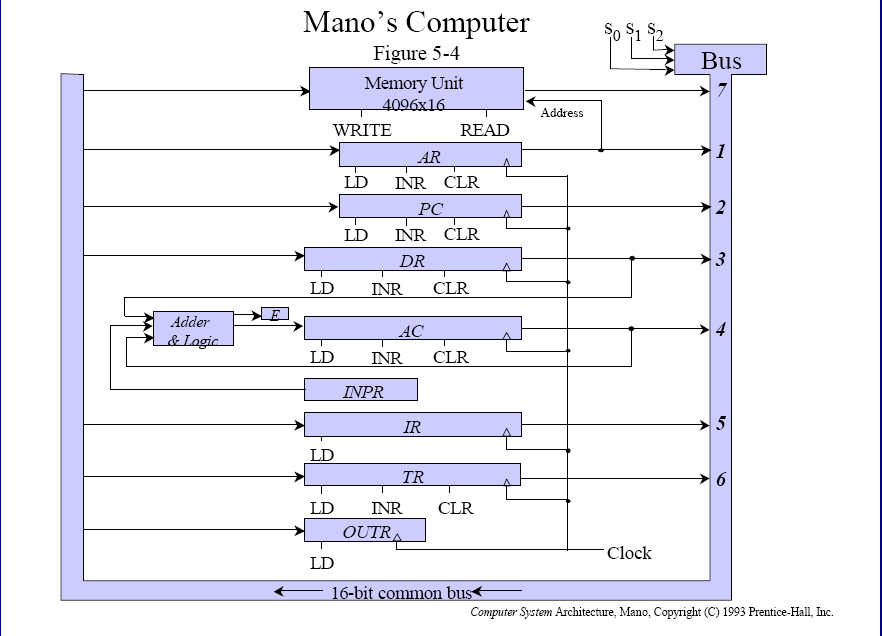 Mano's Computer
Figure 5-4
S0 S1 S2
Bus
Memory Unit
4096x16
7
Address
WRITE READ
AR
1
LD INR CLR
PC
2
LD INR CLR
DR
3
LD INR CLR
E
Adder
& Logic
AC
4
LD INR CLR
INPR
IR
5
LD
TR
6
LD INR CLR
OUTR
Clock
LD
16-bit common bus
Computer System Architecture, Mano, Copyright (C) 1993 Prentice-Hall, Inc.